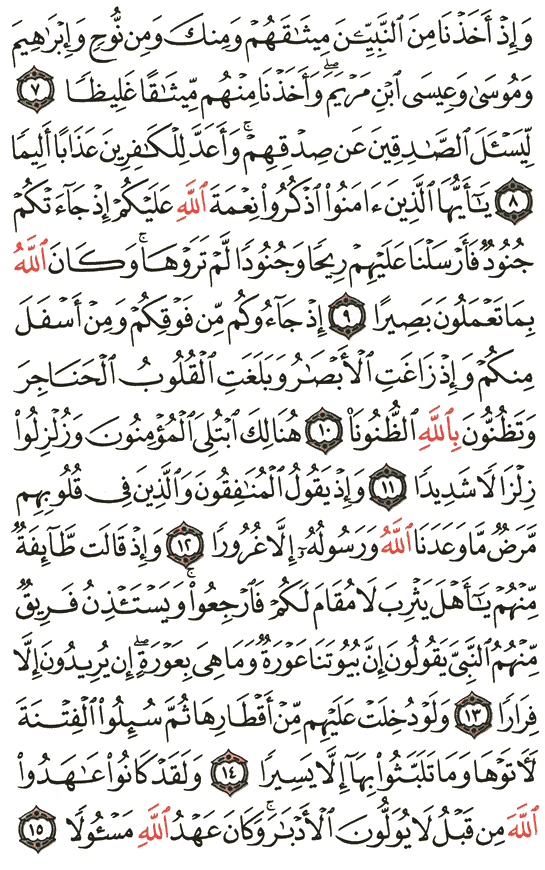 وَإِذْ أَخَذْنَا مِنَ ٱلنَّبِيِّـۧنَ مِيثَٰقَهُمْ وَمِنكَ وَمِن نُّوحٍ وَإِبْرَٰهِيمَ
وَمُوسَىٰ وَعِيسَى ٱبْنِ مَرْيَمَۖ وَأَخَذْنَا مِنْهُم مِّيثَٰقًا غَلِيظًا ٧
لِّيَسْـَٔلَ ٱلصَّٰدِقِينَ عَن صِدْقِهِمْۚ وَأَعَدَّ لِلْكَٰفِرِينَ عَذَابًا أَلِيمًا
٨ يَٰٓأَيُّهَا ٱلَّذِينَ ءَامَنُوا۟ ٱذْكُرُوا۟ نِعْمَةَ ٱللَّهِ عَلَيْكُمْ إِذْ جَآءَتْكُمْ
جُنُودٌ فَأَرْسَلْنَا عَلَيْهِمْ رِيحًا وَجُنُودًا لَّمْ تَرَوْهَاۚ وَكَانَ ٱللَّهُ
بِمَا تَعْمَلُونَ بَصِيرًا ٩ إِذْ جَآءُوكُم مِّن فَوْقِكُمْ وَمِنْ أَسْفَلَ
مِنكُمْ وَإِذْ زَاغَتِ ٱلْأَبْصَٰرُ وَبَلَغَتِ ٱلْقُلُوبُ ٱلْحَنَاجِرَ
وَتَظُنُّونَ بِٱللَّهِ ٱلظُّنُونَا۠ ١٠ هُنَالِكَ ٱبْتُلِىَ ٱلْمُؤْمِنُونَ وَزُلْزِلُوا۟
زِلْزَالًا شَدِيدًا ١١ وَإِذْ يَقُولُ ٱلْمُنَٰفِقُونَ وَٱلَّذِينَ فِى قُلُوبِهِم
مَّرَضٌ مَّا وَعَدَنَا ٱللَّهُ وَرَسُولُهُۥٓ إِلَّا غُرُورًا ١٢ وَإِذْ قَالَت طَّآئِفَةٌ
مِّنْهُمْ يَٰٓأَهْلَ يَثْرِبَ لَا مُقَامَ لَكُمْ فَٱرْجِعُوا۟ۚ وَيَسْتَـْٔذِنُ فَرِيقٌ
مِّنْهُمُ ٱلنَّبِىَّ يَقُولُونَ إِنَّ بُيُوتَنَا عَوْرَةٌ وَمَا هِىَ بِعَوْرَةٍۖ إِن يُرِيدُونَ إِلَّا
فِرَارًا ١٣ وَلَوْ دُخِلَتْ عَلَيْهِم مِّنْ أَقْطَارِهَا ثُمَّ سُئِلُوا۟ ٱلْفِتْنَةَ
لَءَاتَوْهَا وَمَا تَلَبَّثُوا۟ بِهَآ إِلَّا يَسِيرًا ١٤ وَلَقَدْ كَانُوا۟ عَٰهَدُوا۟
ٱللَّهَ مِن قَبْلُ لَا يُوَلُّونَ ٱلْأَدْبَٰرَۚ وَكَانَ عَهْدُ ٱللَّهِ مَسْـُٔولًا ١٥